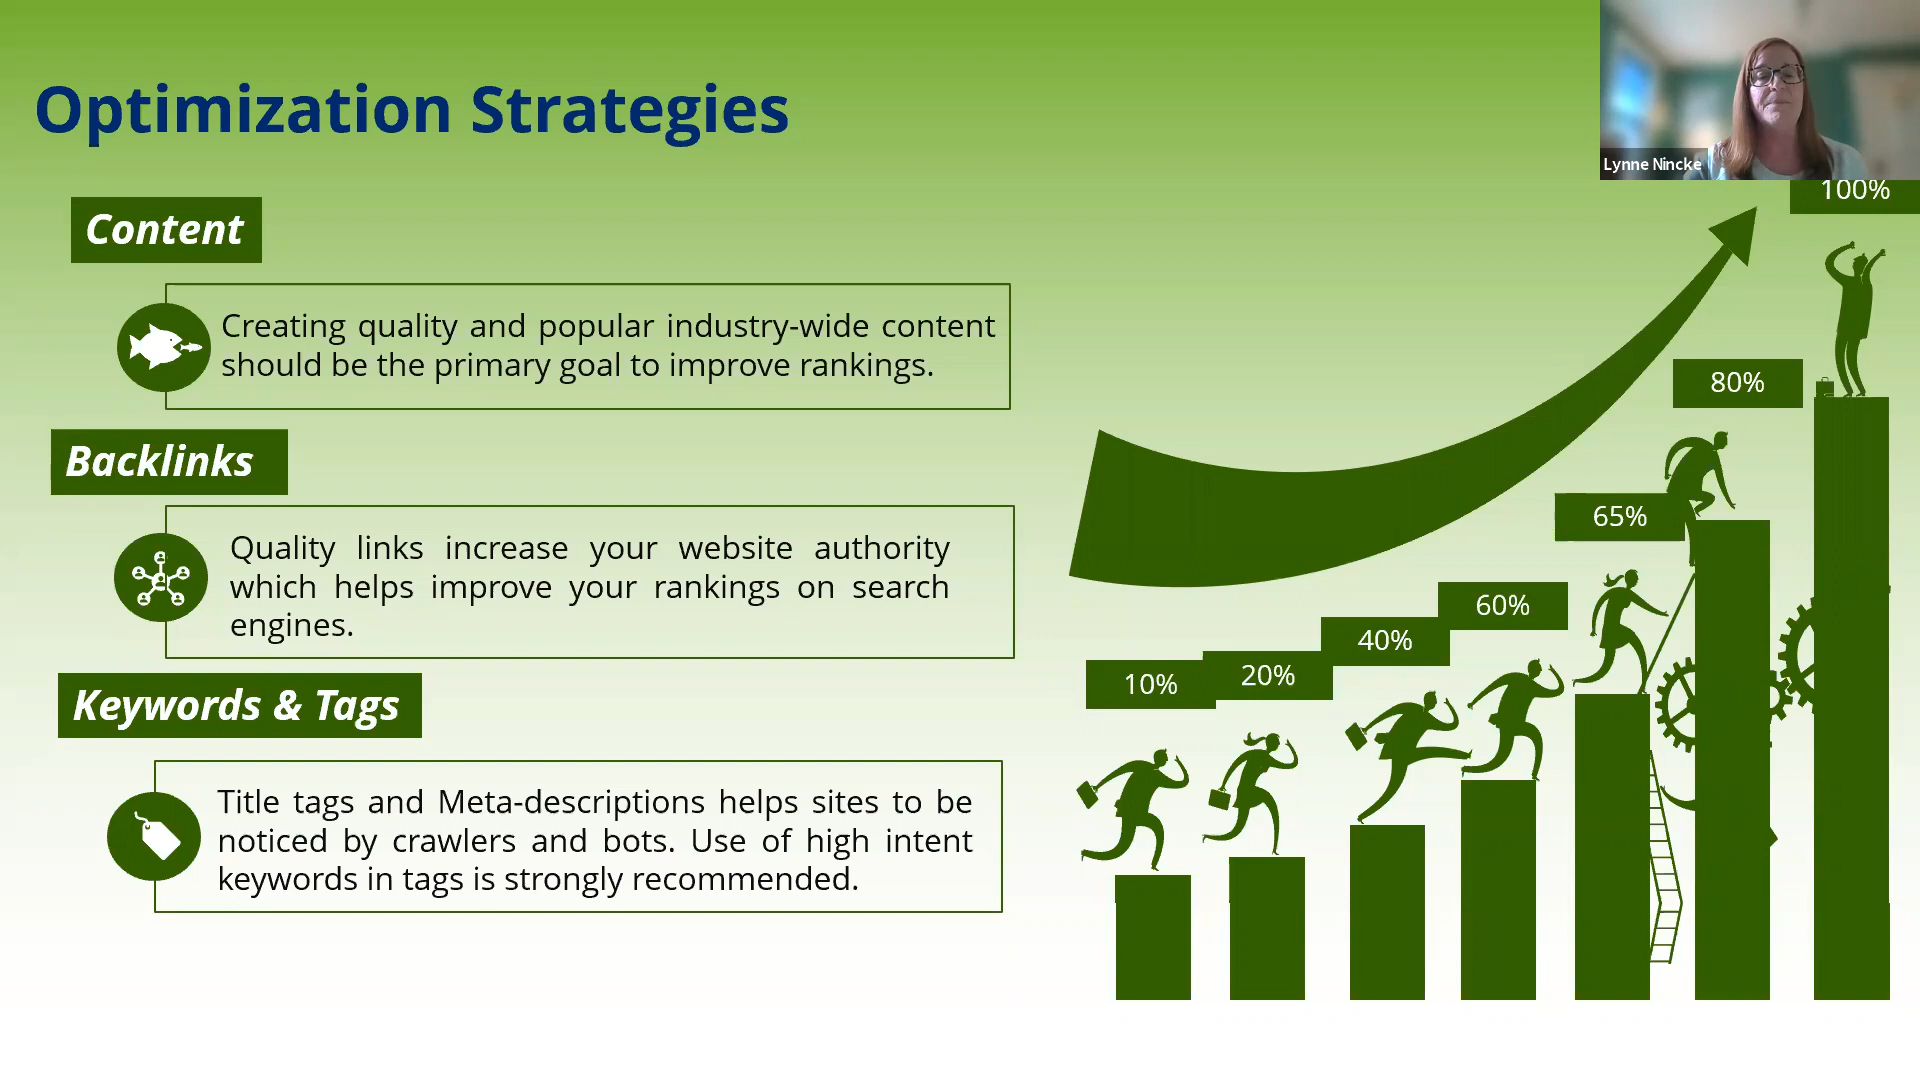 Optimization Strategies
Lynne Nincke
Content
Creating quality and popular industry-wide content
should be the primary goal to improve rankings.
Backlinks
Quality links increase your website authority
which helps improve your rankings on search
engines.
Keywords & Tags
Title tags and Meta-descriptions helps sites to be
noticed by crawlers and bots. Use of high intent
keywords in tags is strongly recommended.
10%
20%
40%
60%
65%
80%
100%